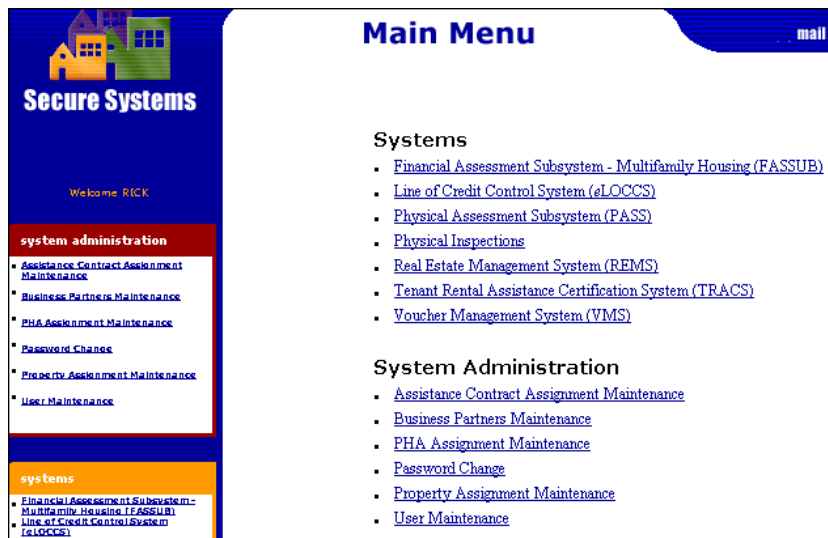 Secure Systems
Welcome RICK
system administration
Assistance Contract Assignment
Maintenance
Business Partners Maintenance
PHA Assignment Maintenance
Password Change
Property Assignment Maintenance
User Maintenance
systems
Financial Assessment Subsystem -
Multifamily Housing (FASSUB)
Line of Credit Control System
(eLOCCS)
Main Menu
mail
Systems
Financial Assessment Subsystem - Multifamily Housing (FASSUB)
Line of Credit Control System (eLOCCS)
Physical Assessment Subsystem (PASS)
Physical Inspections
Real Estate Management System (REMS)
Tenant Rental Assistance Certification System (TRACS)
Voucher Management System (VMS)
System Administration
Assistance Contract Assignment Maintenance
Business Partners Maintenance
PHA Assignment Maintenance
Password Change
Property Assignment Maintenance
User Maintenance